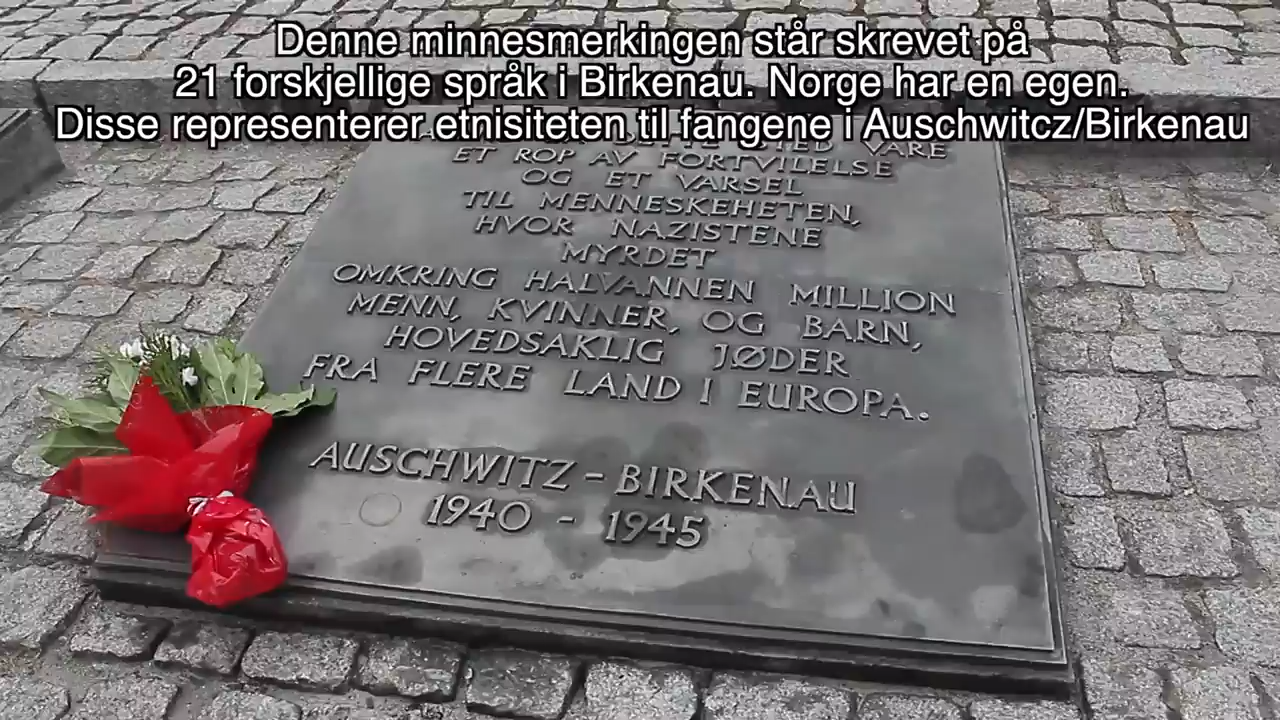 Denne minnesmerkingen står skrevet på
21 forskjellige språk i Birkenau. Norge har en egen.
Disse representerer etnisiteten til fangene i Auschwitcz/Birkenau
STED VARE
ET ROP AV FORTVILELSE
OG ET VARSEL
TIL MENNESKEHETEN,
HVOR NAZISTENE
MYRDET
OMKRING HALVANNEN MILLION
MENN, KVINNER, OG BARN,
HOVEDSAKLIG JØDER
FRA FLERE LAND I EUROPA.
AUSCHWITZ - BIRKENAU
1940 - 1945